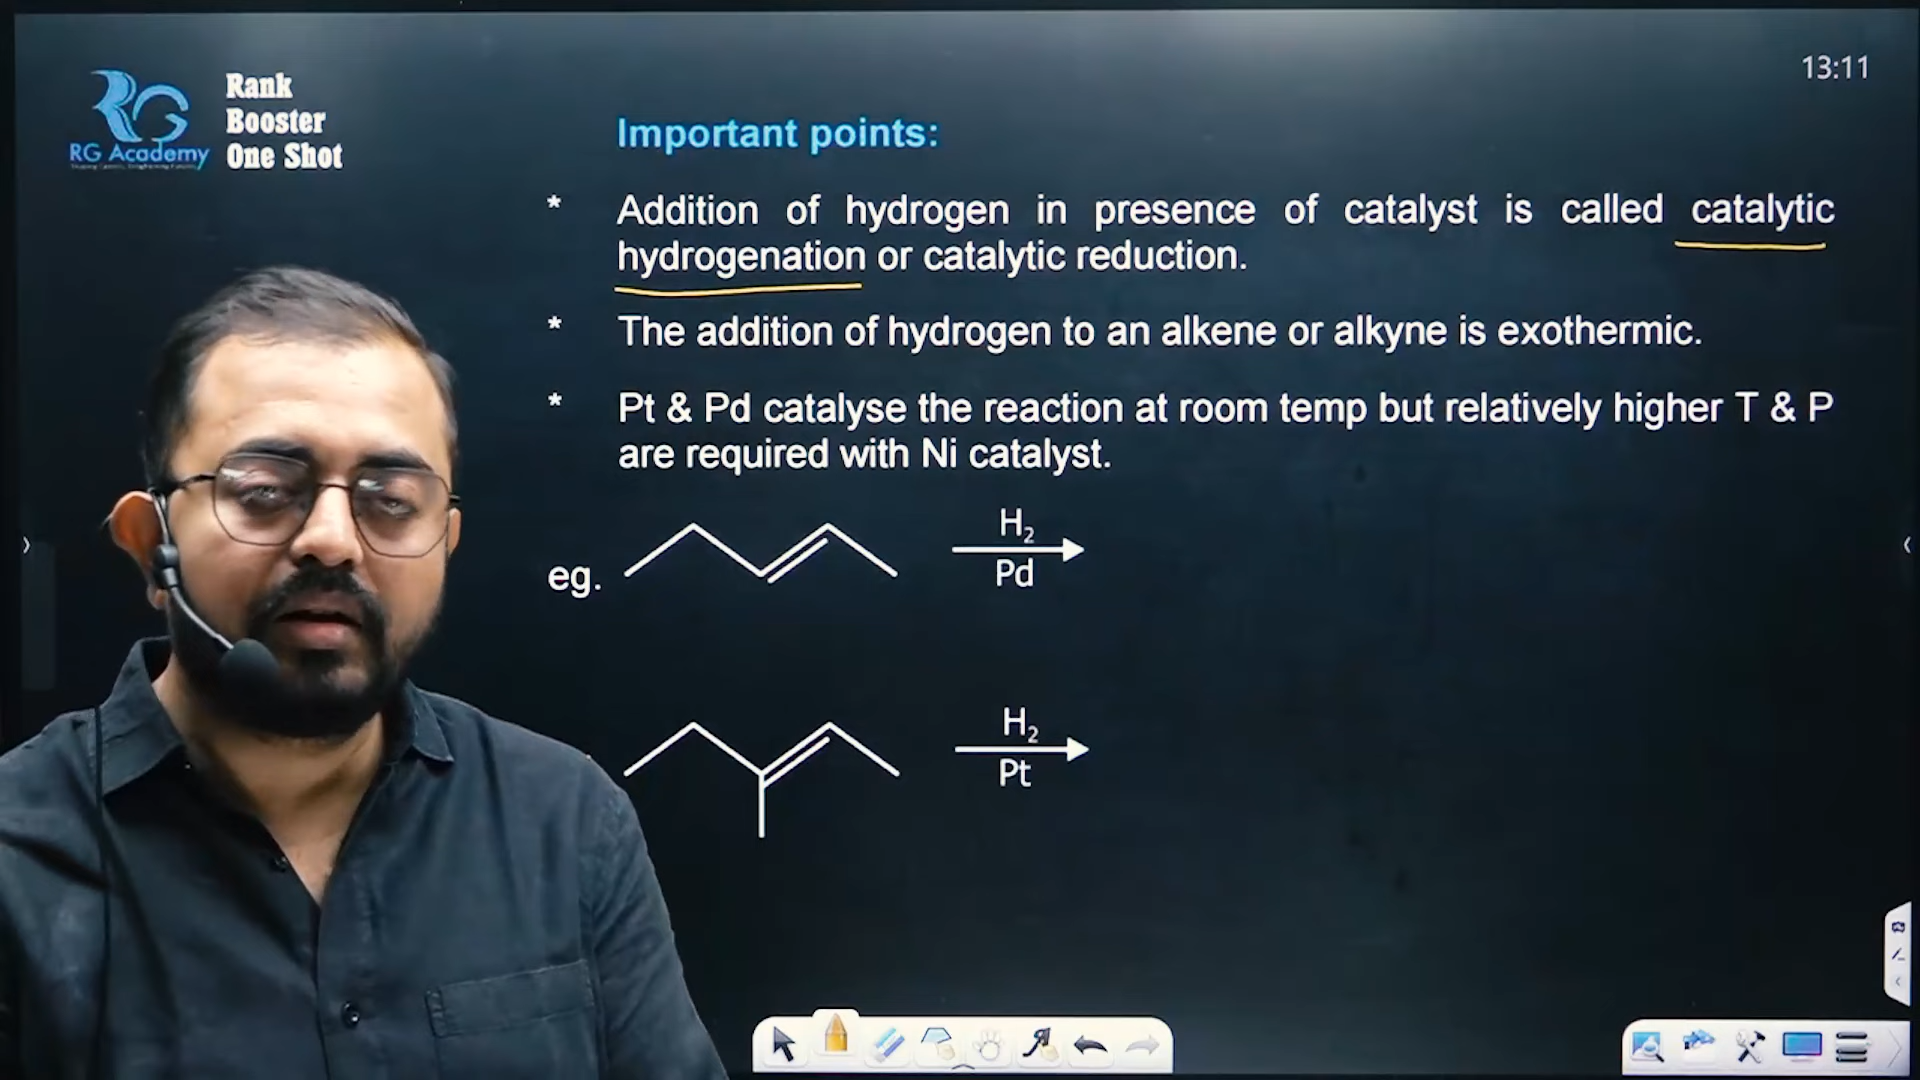 Rank
Booster
One Shot
RG Academy
13:11
Important points:
* Addition of hydrogen in presence of catalyst is called catalytic
hydrogenation or catalytic reduction.
* The addition of hydrogen to an alkene or alkyne is exothermic.
* Pt & Pd catalyse the reaction at room temp but relatively higher T & P
are required with Ni catalyst.
eg.
H₂
Pd
H₂
Pt